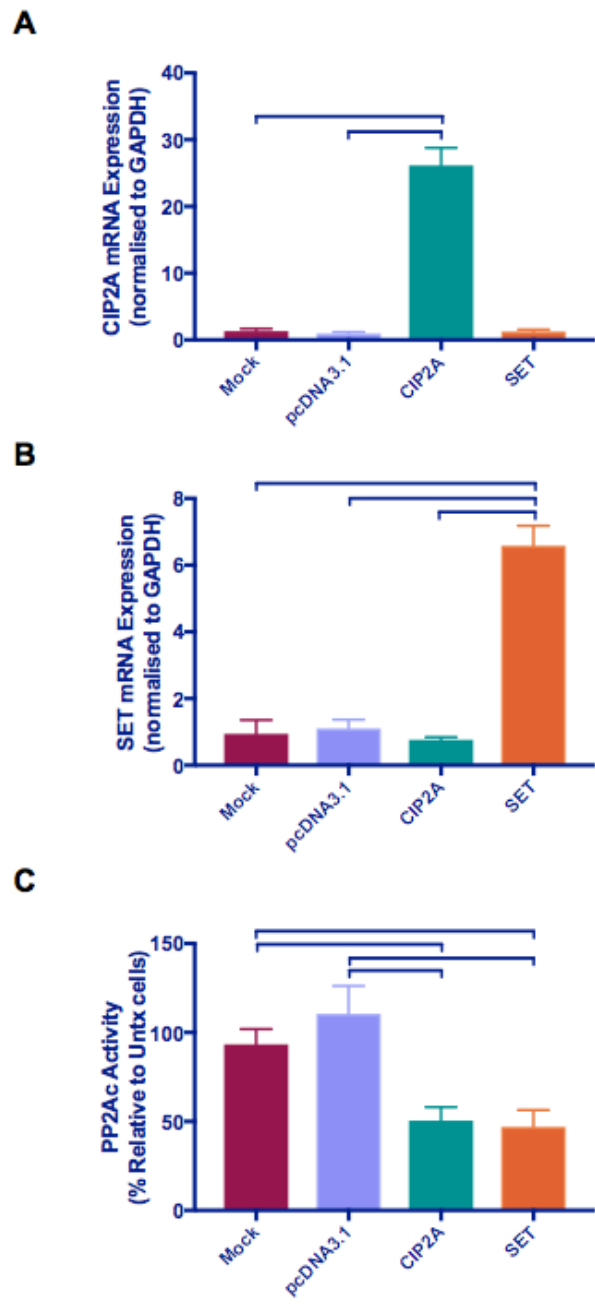 A
CIP2A mRNA Expression
(normalised to GAPDH)
40
30
20
10
0
Mock
pcDNA3.1
CIP2A
SET
B
SET mRNA Expression
(normalised to GAPDH)
8
6
4
2
0
Mock
pcDNA3.1
CIP2A
SET
C
PP2Ac Activity
(% Relative to Untx cells)
150
100
50
0
Mock
pcDNA3.1
CIP2A
SET